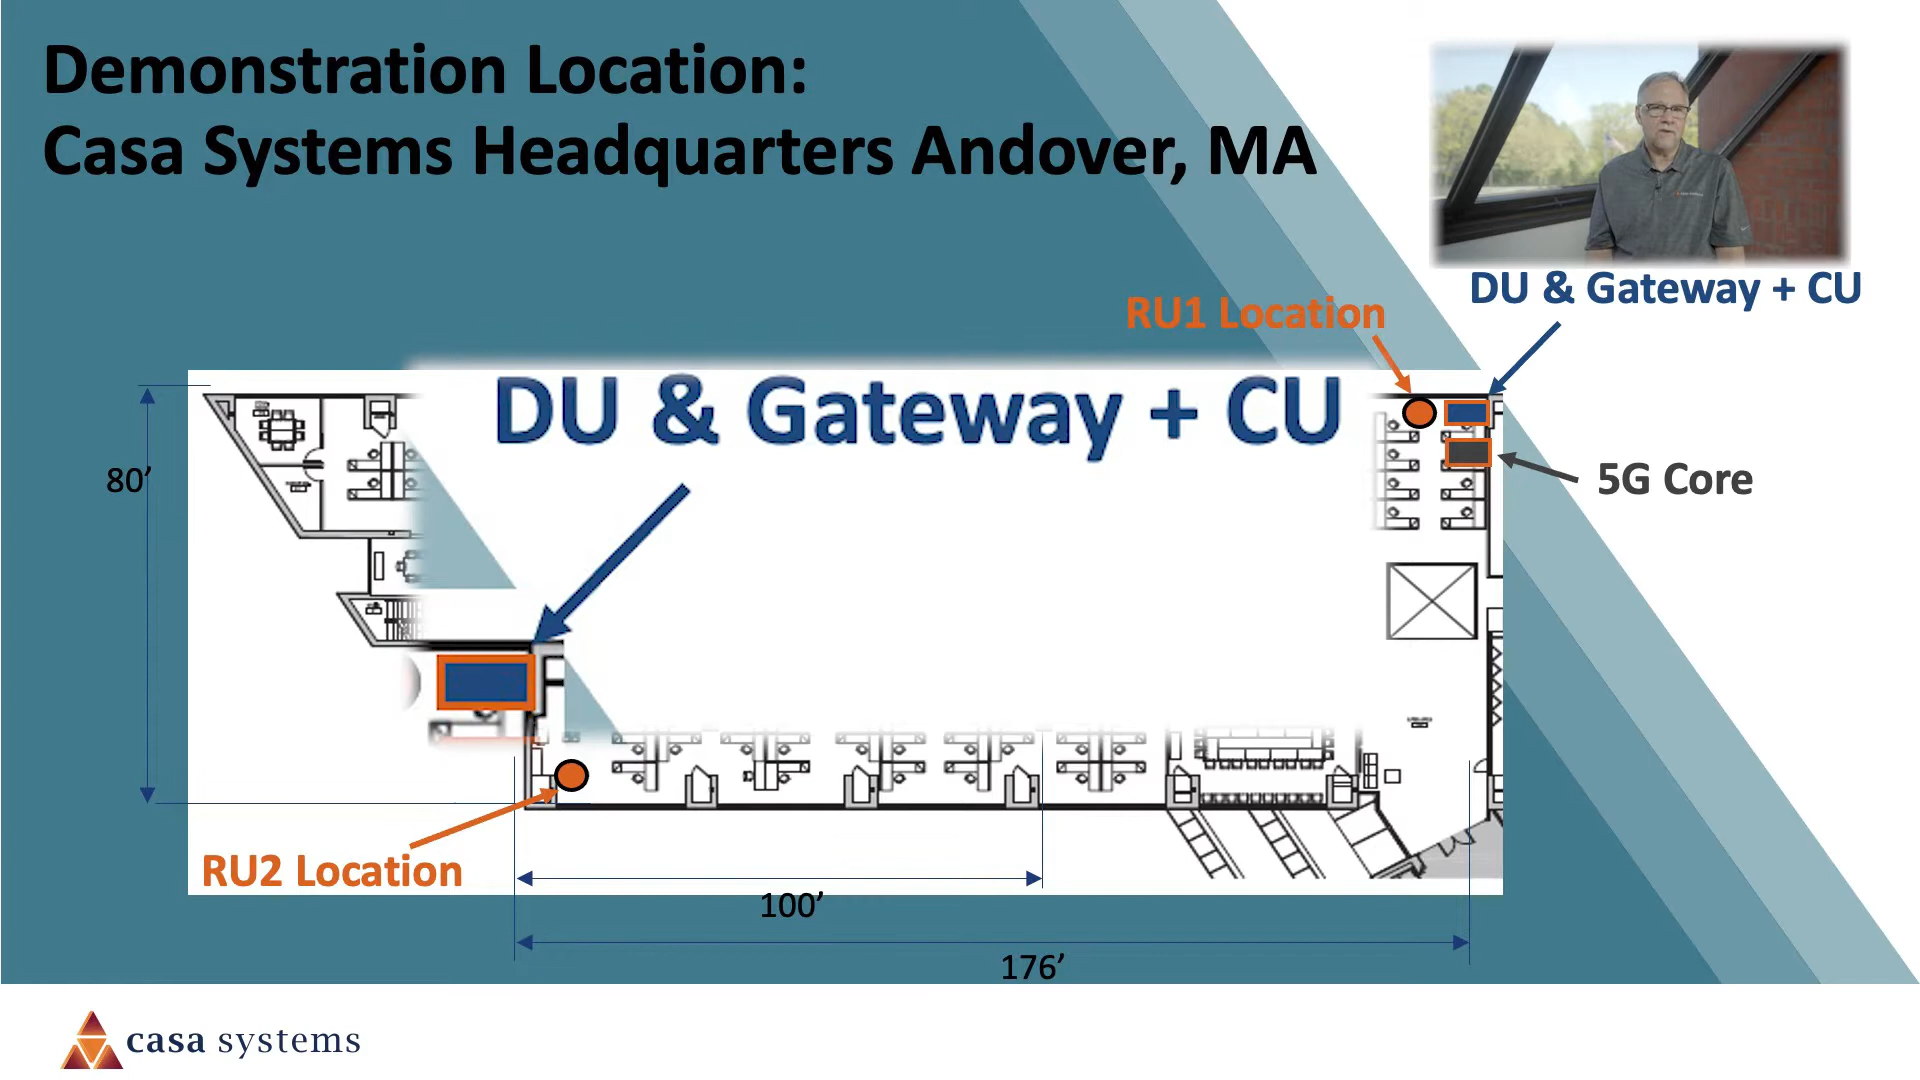 Demonstration Location:
Casa Systems Headquarters Andover, MA
DU & Gateway + CU
RU1 Location
DU & Gateway + CU
80’
5G Core
RU2 Location
100’
176’
casa systems